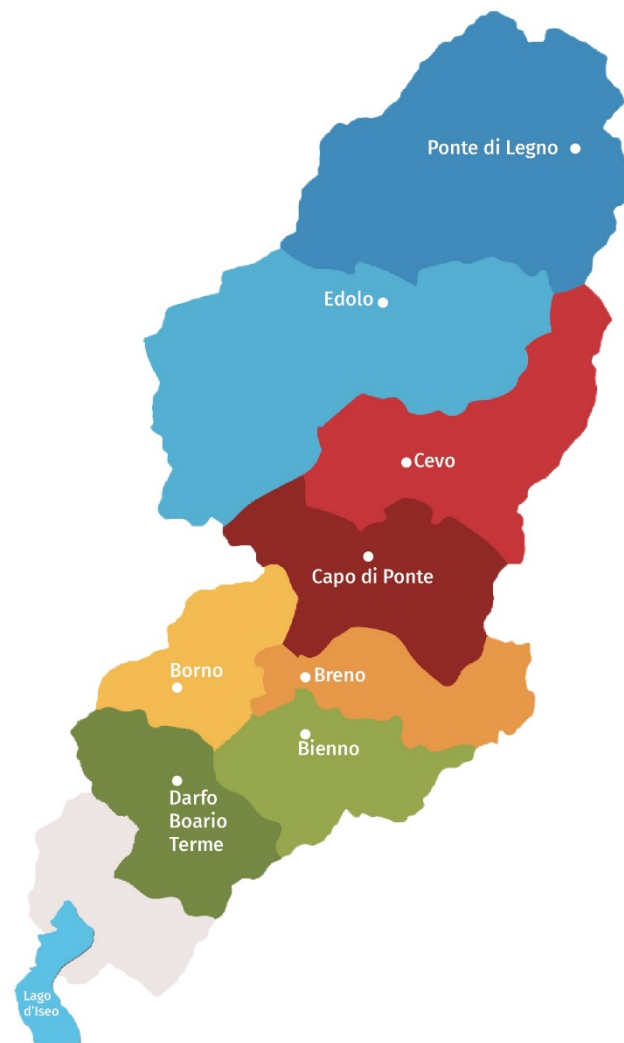 Ponte di Legno
Edolo
Cevo
Capo di Ponte
Borno
Breno
Bienno
Darfo
Boario
Terme
Lago
d'Iseo